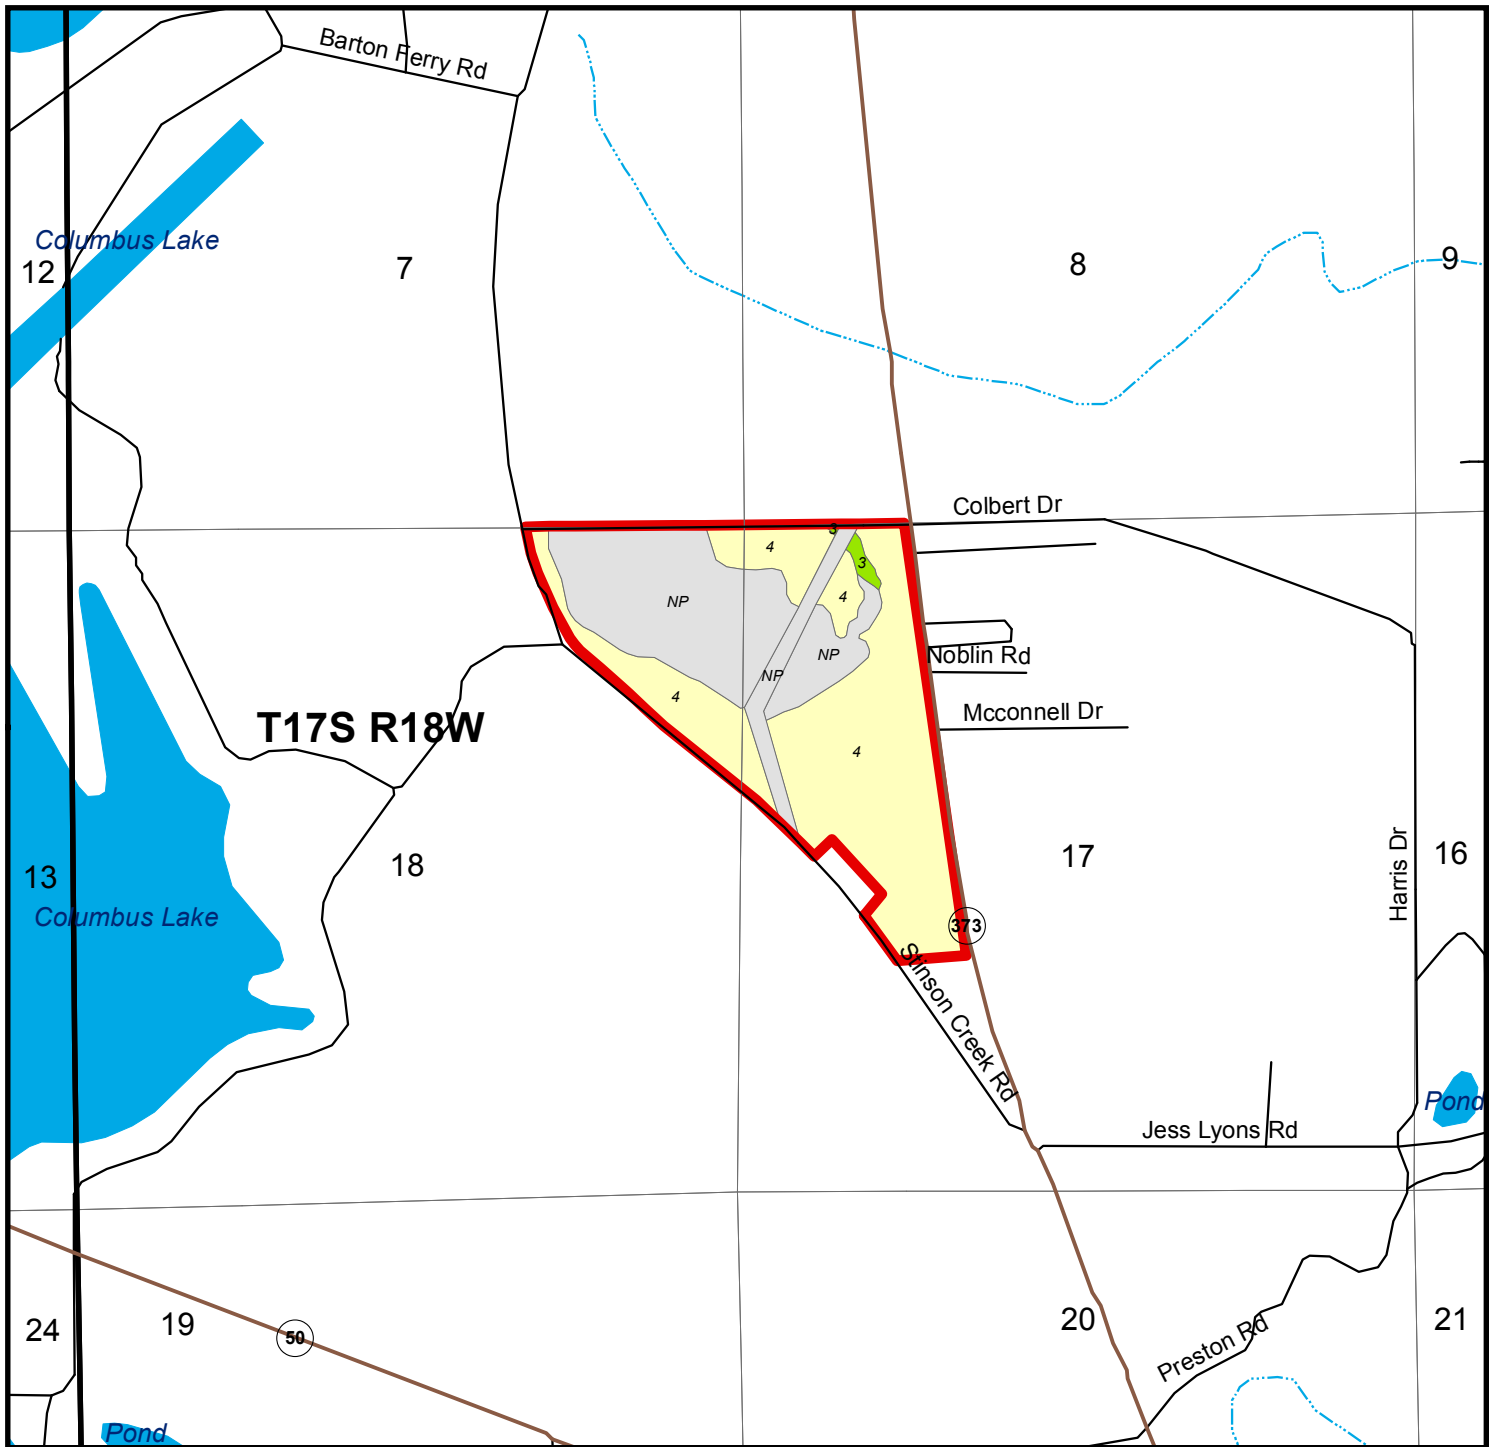 Barton Ferry Rd
Columbus Lake
12
7
8
9
Colbert Dr
3
4
3
NP
4
NP
Noblin Rd
NP
4
Mcconnell Dr
T17S R18W
4
18
17
16
13
Harris Dr
Columbus Lake
373
Stinson Creek Rd
Pond
Jess Lyons Rd
24
19
50
20
21
Preston Rd
Pond